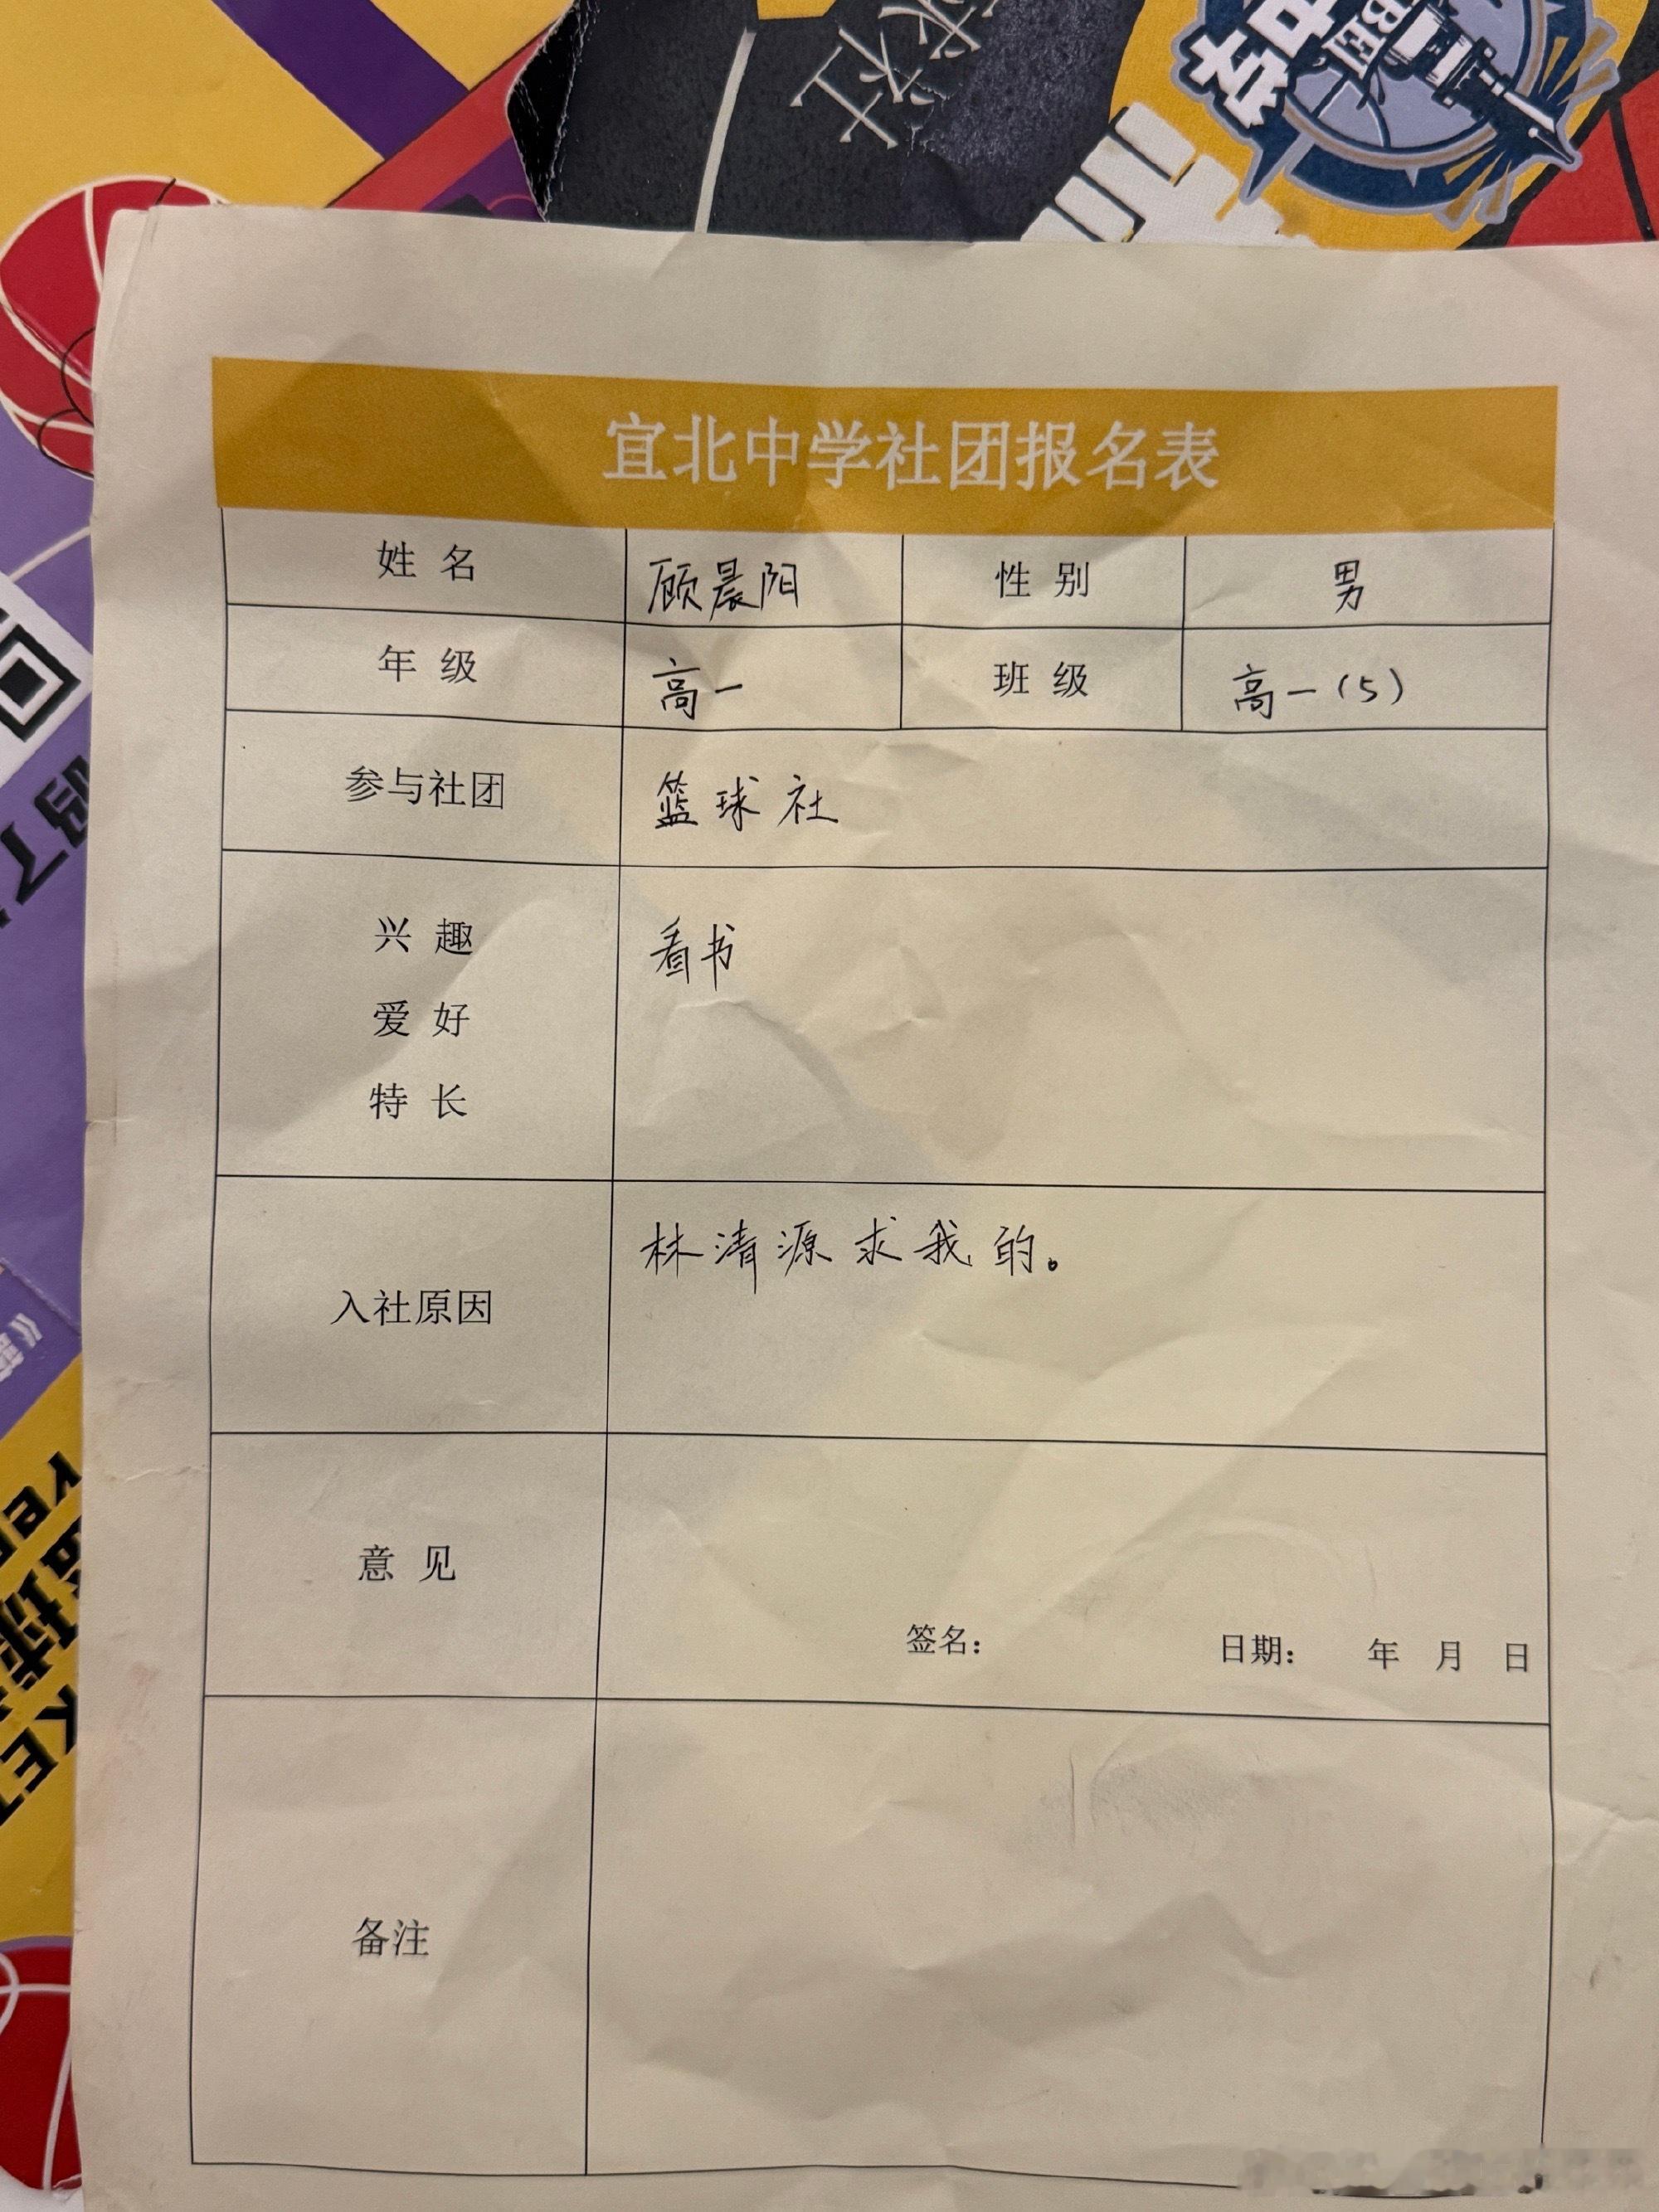 球社
宜北中学社团报名表
姓 名 顾晨阳 性 别 男
年 级 高一 班 级 高一(5)
参与社团 篮球社
兴 趣
爱 好
特 长
看书
入社原因 林清源求我的。
意 见
签名： 日期： 年 月 日
备注